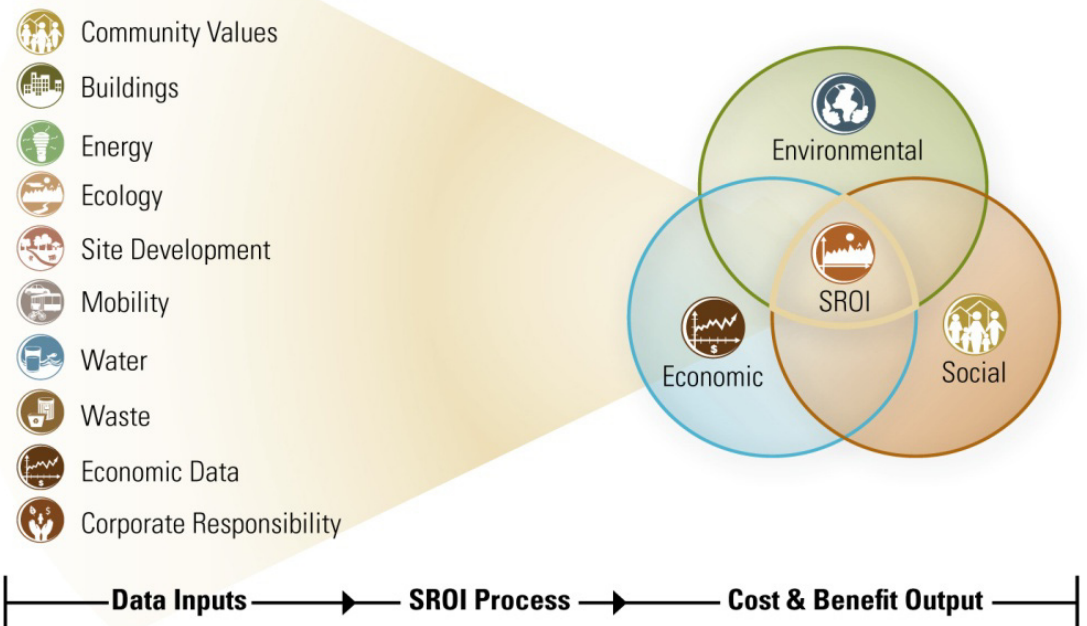 Community Values
Buildings
Energy
Ecology
Site Development
Mobility
Water
Waste
Economic Data
Corporate Responsibility
Environmental
SROI
Economic
$
Social
Data Inputs
SROI Process
Cost & Benefit Output